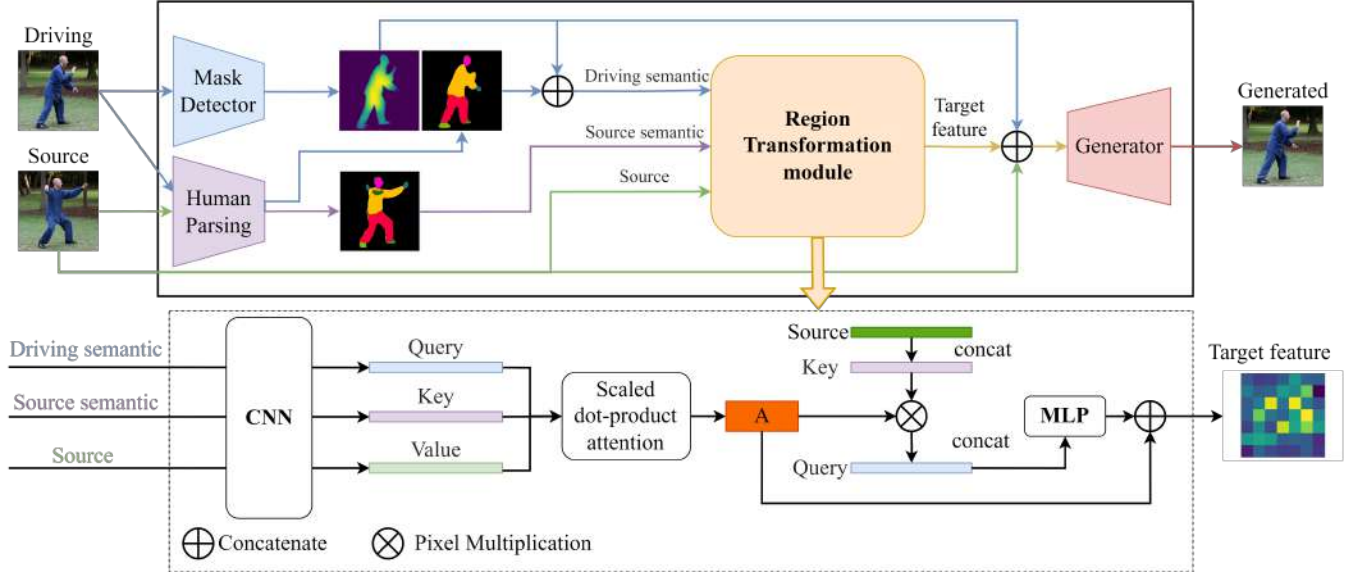 Driving
Mask
Detector
Driving semantic
Generated
Source
Human
Parsing
Source semantic
Source
Region
Transformation
module
Target
feature
Generator
Driving semantic
Source semantic
Source
CNN
Query
Key
Value
Scaled
dot-product
attention
A
Source
concat
Key
concat
Query
MLP
Target feature
Concatenate
Pixel Multiplication